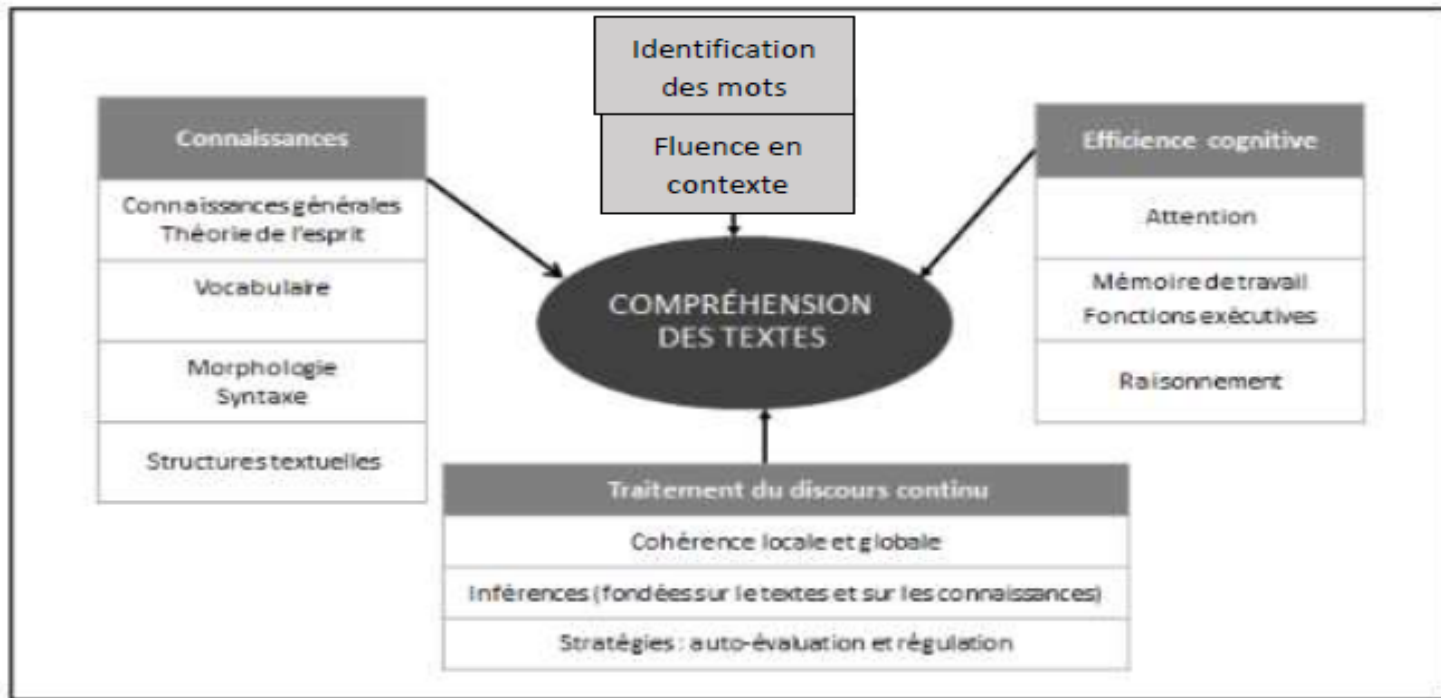 Identification
des mots
Fluence en
contexte
Connaissances
Connaissances générales
Théorie de l'esprit
Vocabulaire
Morphologie
Syntaxe
Structures textuelles
COMPRÉHENSION
DES TEXTES
Efficience cognitive
Attention
Mémoire de travail
Fonctions exécutives
Raisonnement
Traitement du discours continu
Cohérence locale et globale
Inférences (fondées sur le textes et sur les connaissances)
Stratégies : auto-évaluation et régulation